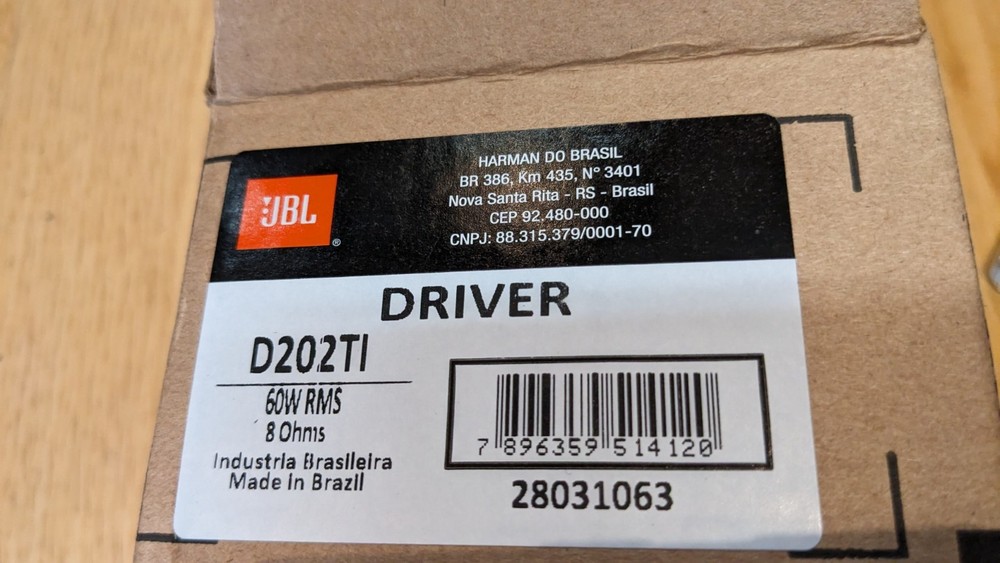 JBL®
HARMAN DO BRASIL
BR 386, Km 435, Nº 3401
Nova Santa Rita - RS - Brasil
CEP 92.480-000
CNPJ: 88.315.379/0001-70
DRIVER
D202TI
60W RMS
8 Ohms
Industria Brasileira
Made in Brazil
7 896359 514120
28031063